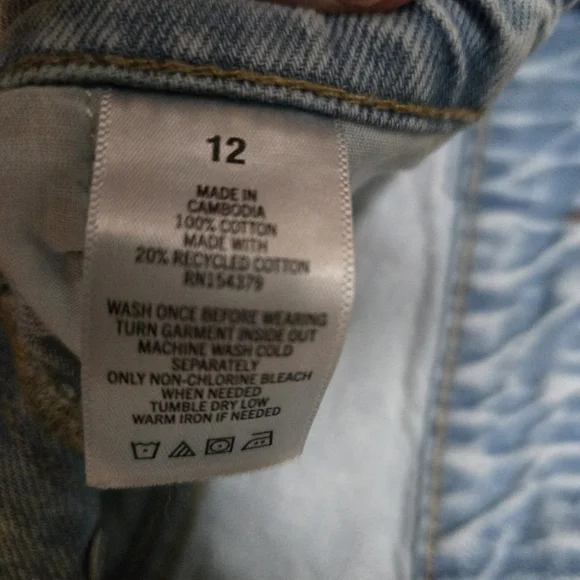 12
MADE IN
CAMBODIA
100% COTTON
MADE WITH
20% RECYCLED COTTON
RN154379
WASH ONCE BEFORE WEARING
TURN GARMENT INSIDE OUT
MACHINE WASH COLD
SEPARATELY
ONLY NON-CHLORINE BLEACH
WHEN NEEDED
TUMBLE DRY LOW
WARM IRON IF NEEDED